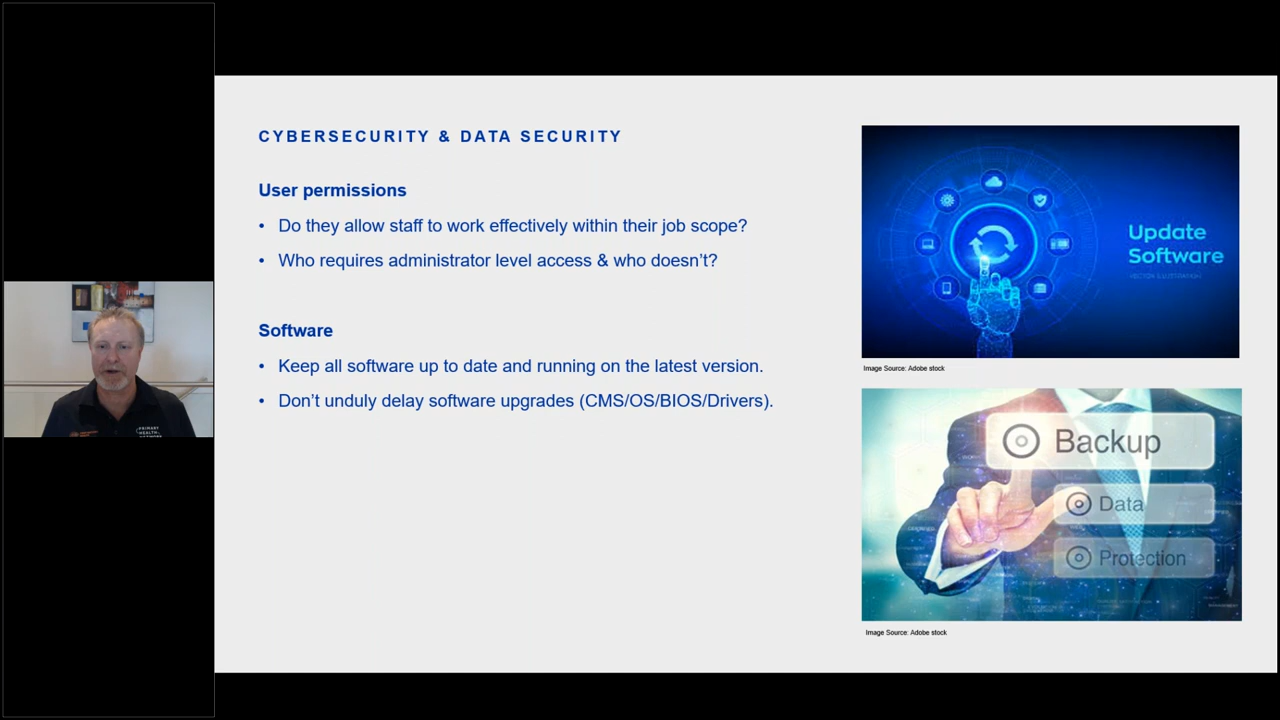 CYBERSECURITY & DATA SECURITY
User permissions
• Do they allow staff to work effectively within their job scope?
• Who requires administrator level access & who doesn't?
Software
• Keep all software up to date and running on the latest version.
• Don't unduly delay software upgrades (CMS/OS/BIOS/Drivers).
Update
Software
Image Source: Adobe stock
Backup
Data
Protection
Image Source: Adobe stock
PRIMARY
HEALTH